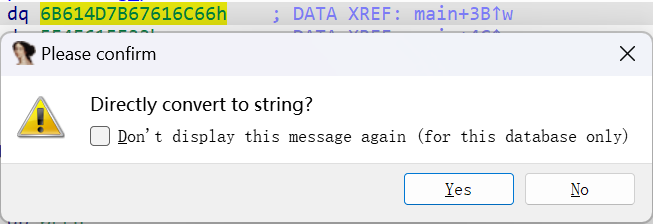 dq 6B614D7B67616C66h ; DATA XREF: main+3B↑w
Please confirm
Directly convert to string?
Don't display this message again (for this database only)
Yes
No